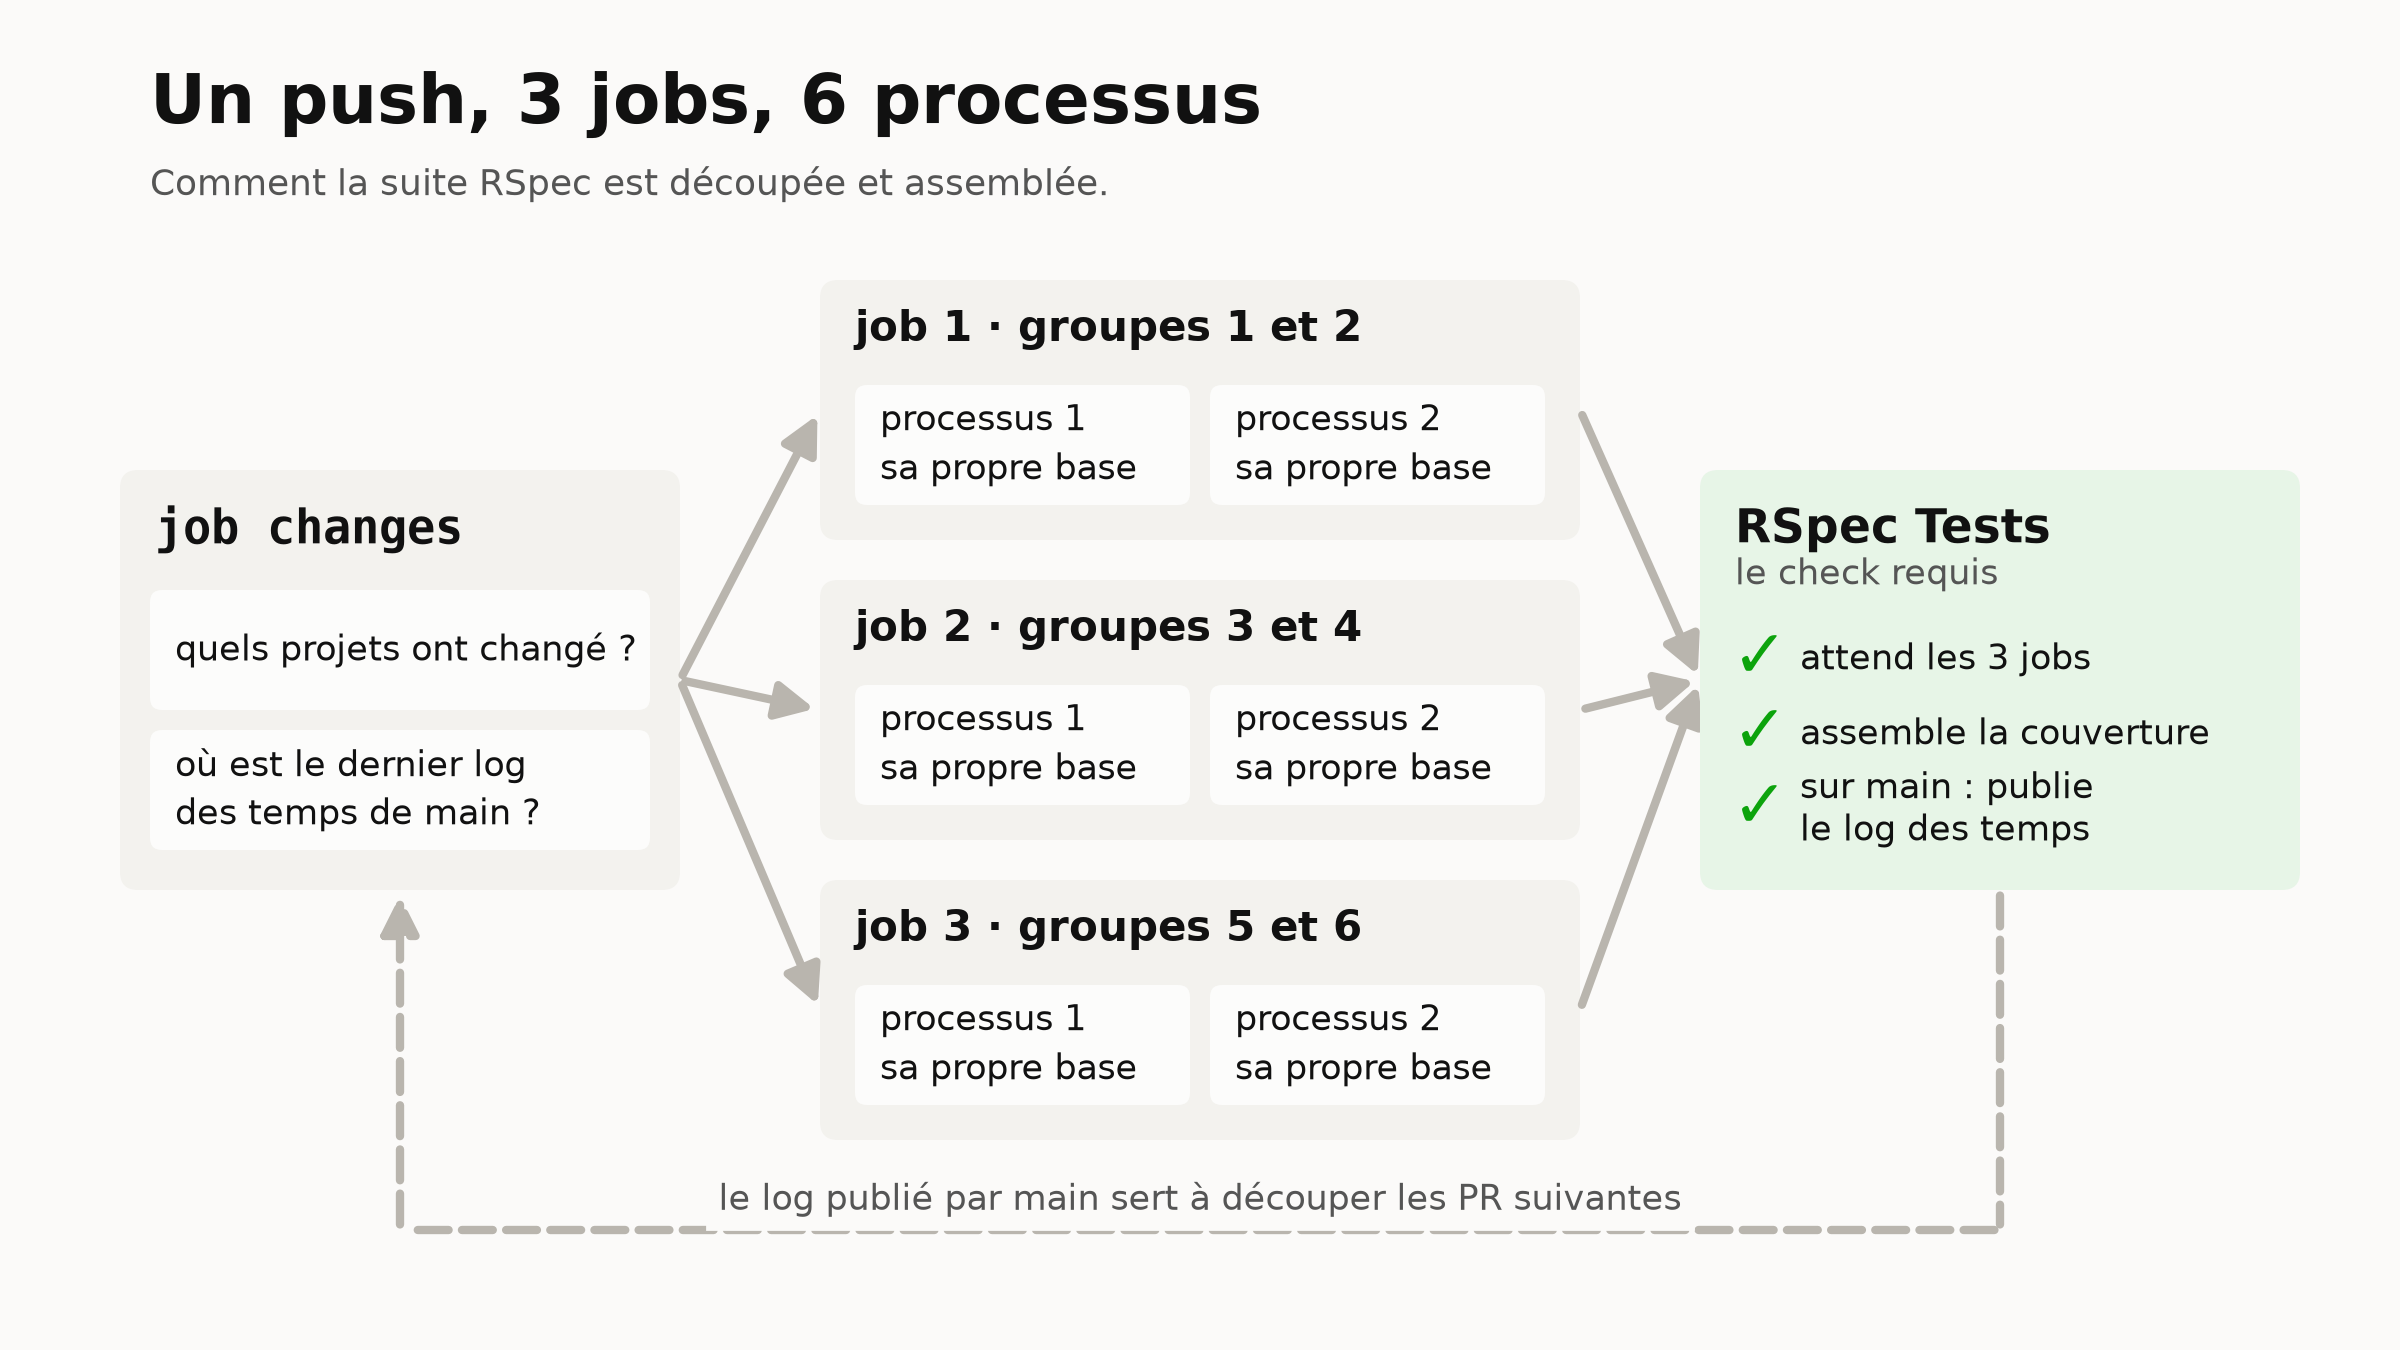 Un push, 3 jobs, 6 processus
Comment la suite RSpec est découpée et assemblée.
job changes
quels projets ont changé ?
où est le dernier log
des temps de main ?
job 1 · groupes 1 et 2
processus 1
sa propre base
processus 2
sa propre base
job 2 · groupes 3 et 4
processus 1
sa propre base
processus 2
sa propre base
job 3 · groupes 5 et 6
processus 1
sa propre base
processus 2
sa propre base
RSpec Tests
le check requis
✓ attend les 3 jobs
✓ assemble la couverture
✓ sur main : publie
le log des temps
le log publié par main sert à découper les PR suivantes